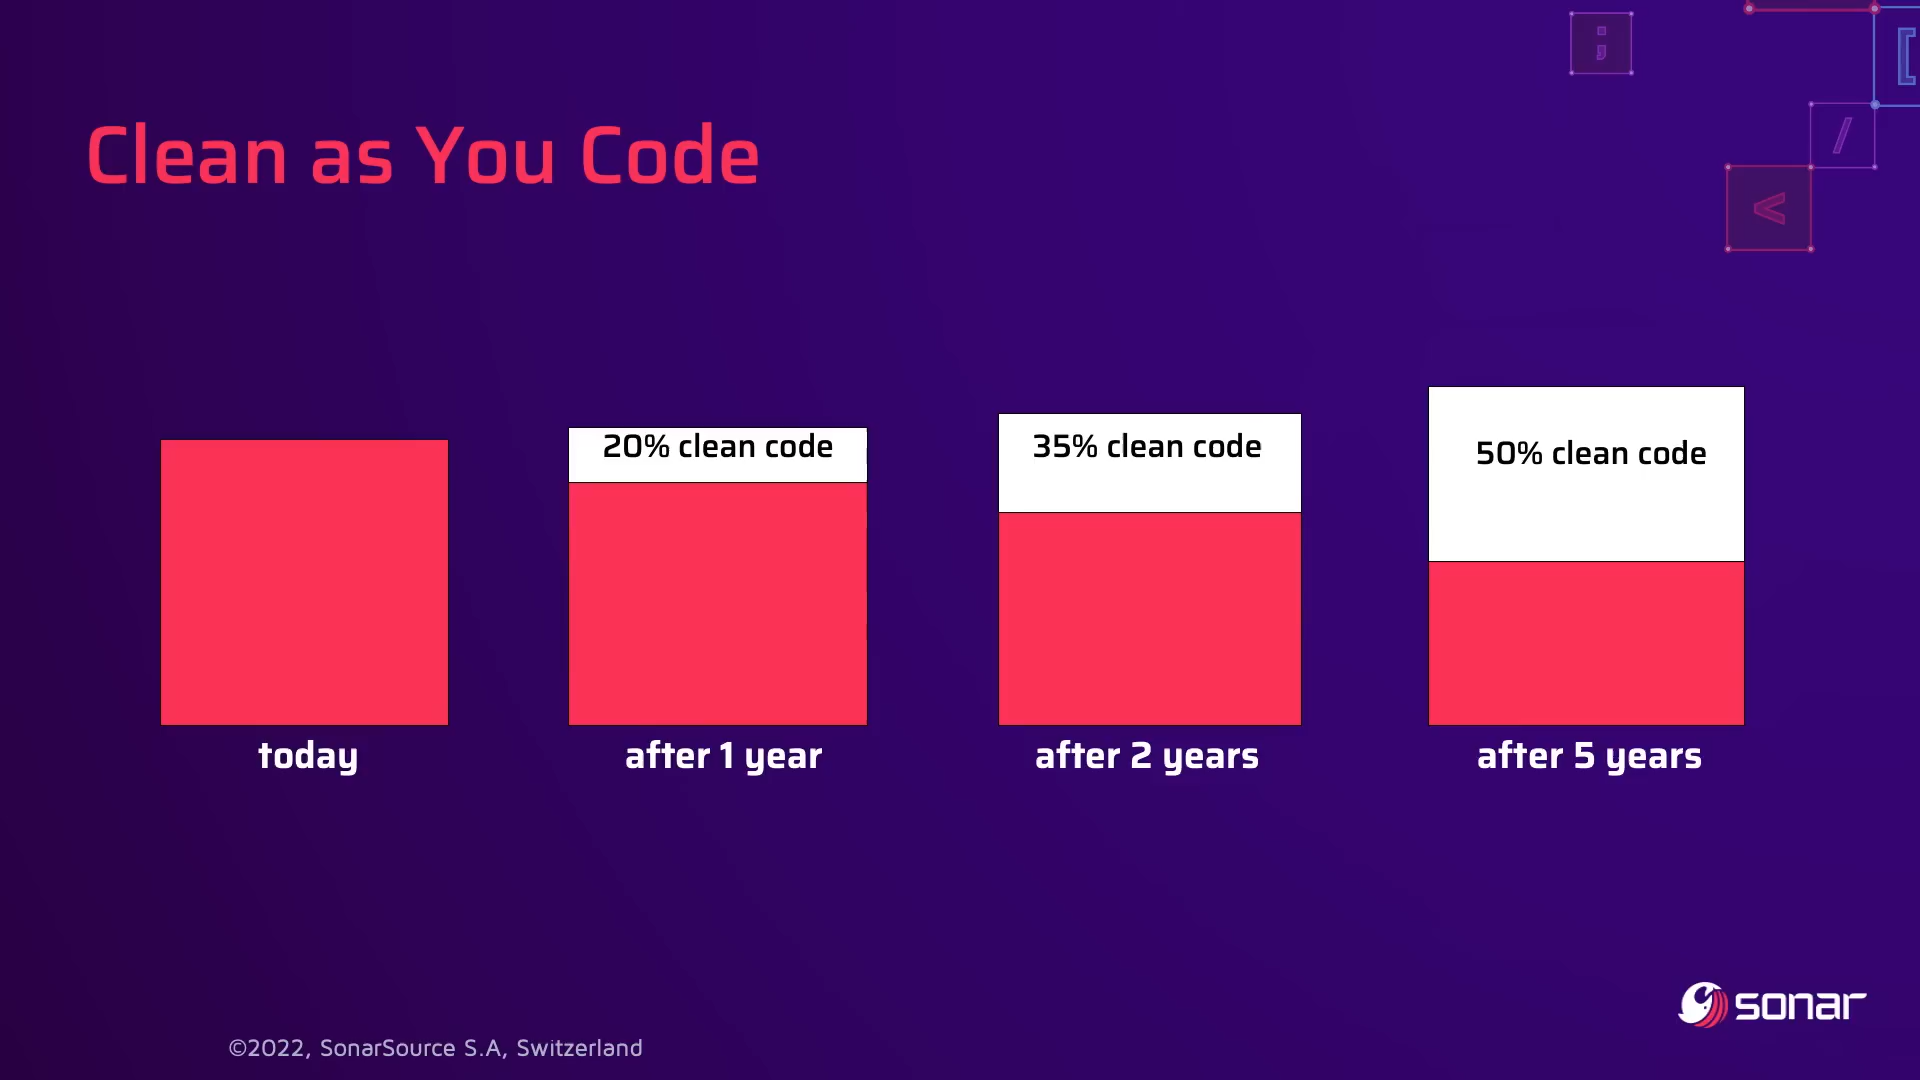 ;
[
/
<
Clean as You Code
20% clean code
35% clean code
50% clean code
today
after 1 year
after 2 years
after 5 years
sonar
©2022, SonarSource S.A, Switzerland